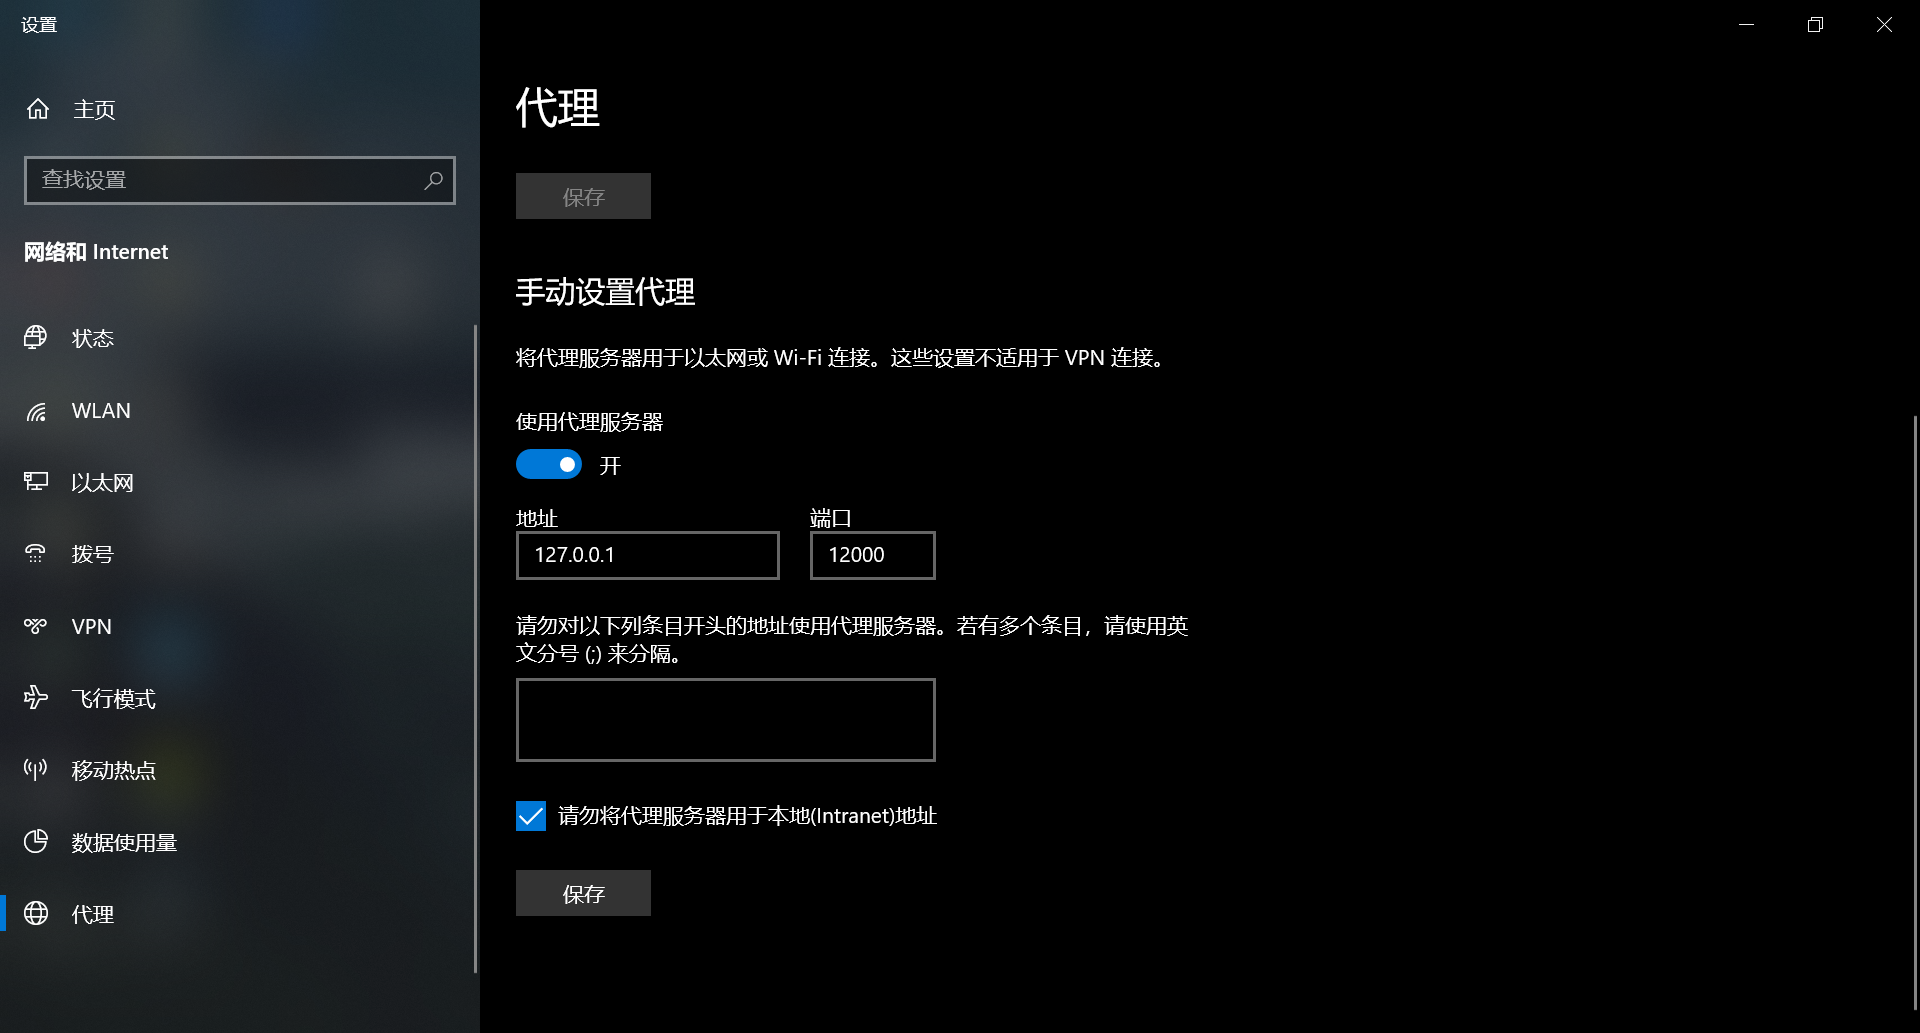 设置
主页
查找设置
网络和 Internet
状态
WLAN
以太网
拨号
VPN
飞行模式
移动热点
数据使用量
代理
代理
保存
手动设置代理
将代理服务器用于以太网或 Wi-Fi 连接。这些设置不适用于 VPN 连接。
使用代理服务器
开
地址
端口
127.0.0.1
12000
请勿对以下列条目开头的地址使用代理服务器。若有多个条目，请使用英
文分号 (;) 来分隔。
请勿将代理服务器用于本地(Intranet)地址
保存